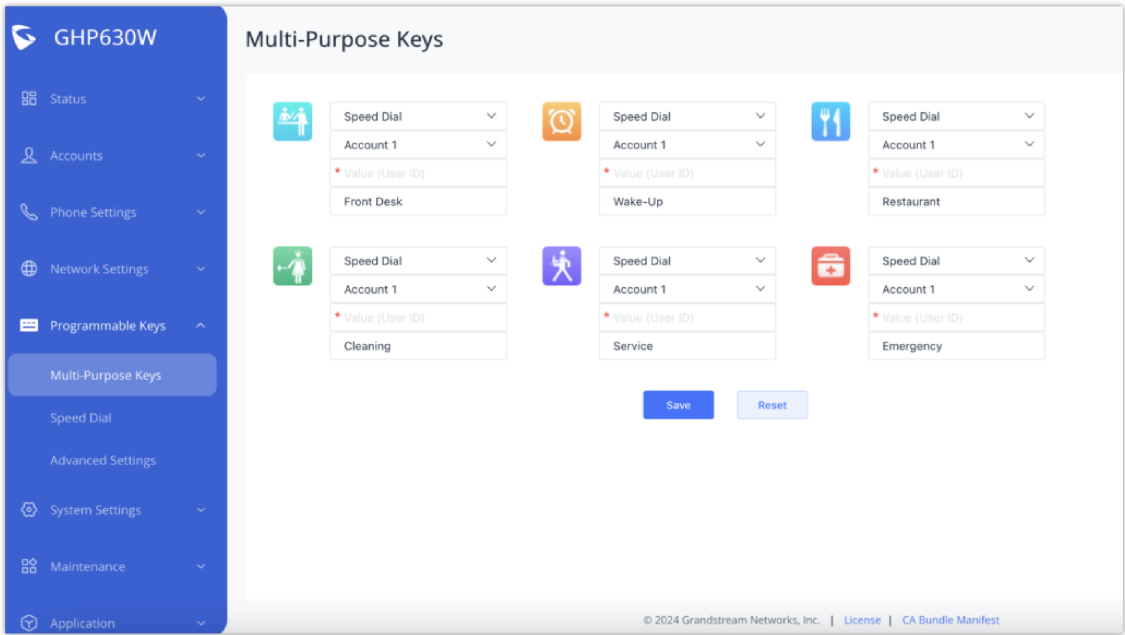 GHP630W
Status
Accounts
Phone Settings
Network Settings
Programmable Keys
Multi-Purpose Keys
Speed Dial
Advanced Settings
System Settings
Maintenance
Application
Multi-Purpose Keys
Speed Dial
Account 1
* Value (User ID)
Front Desk
Speed Dial
Account 1
* Value (User ID)
Wake-Up
Speed Dial
Account 1
* Value (User ID)
Restaurant
Speed Dial
Account 1
* Value (User ID)
Cleaning
Speed Dial
Account 1
* Value (User ID)
Service
Speed Dial
Account 1
* Value (User ID)
Emergency
Save
Reset
© 2024 Grandstream Networks, Inc. | License | CA Bundle Manifest